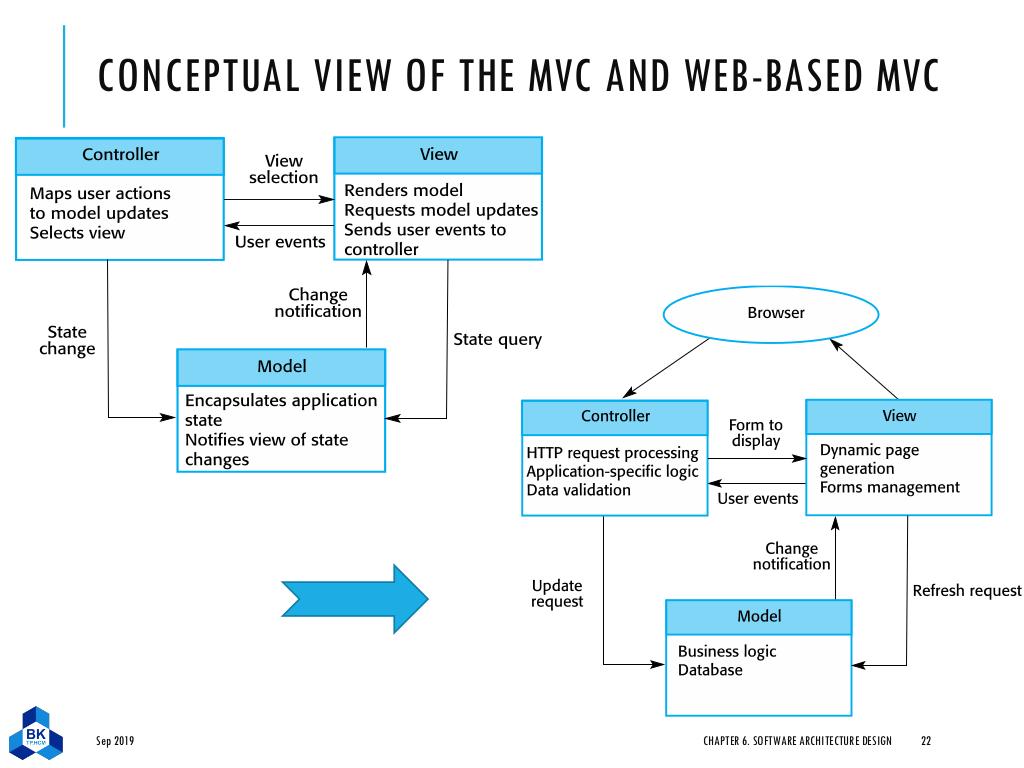 CONCEPTUAL VIEW OF THE MVC AND WEB-BASED MVC
Controller
Maps user actions
to model updates
Selects view
View
selection
User events
View
Renders model
Requests model updates
Sends user events to
controller
State
change
Change
notification
State query
Model
Encapsulates application
state
Notifies view of state
changes
Browser
Controller
HTTP request processing
Application-specific logic
Data validation
Form to
display
User events
View
Dynamic page
generation
Forms management
Update
request
Change
notification
Refresh request
Model
Business logic
Database
BK
TP.HCM
Sep 2019
CHAPTER 6. SOFTWARE ARCHITECTURE DESIGN
22